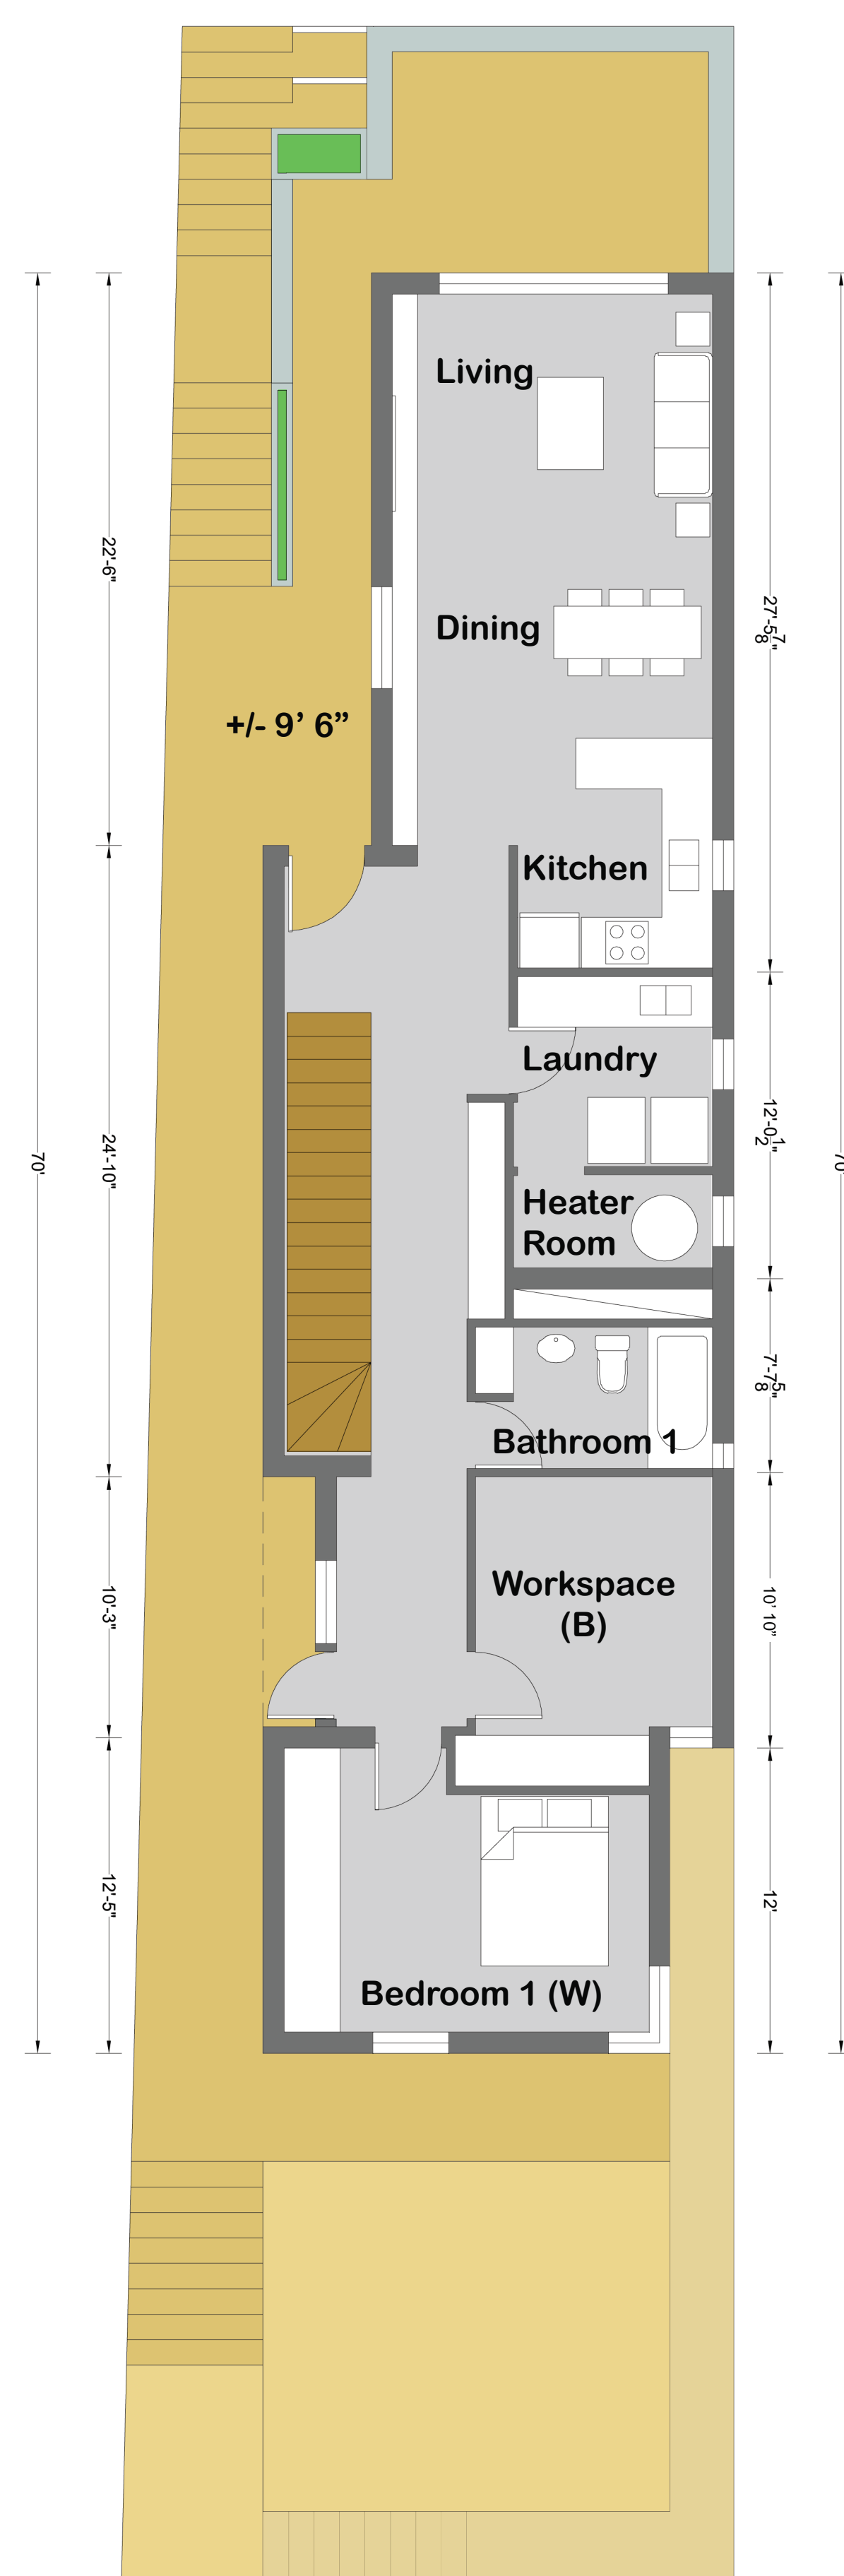 Living
22'-6"
27'-5 7/8"
Dining
+/- 9’ 6”
Kitchen
Laundry
12'-0 1/2"
70'
24'-10"
70
Heater
Room
7'-7 5/8"
Bathroom 1
Workspace
(B)
10'-3"
10’ 10”
12'-5"
12'
Bedroom 1 (W)